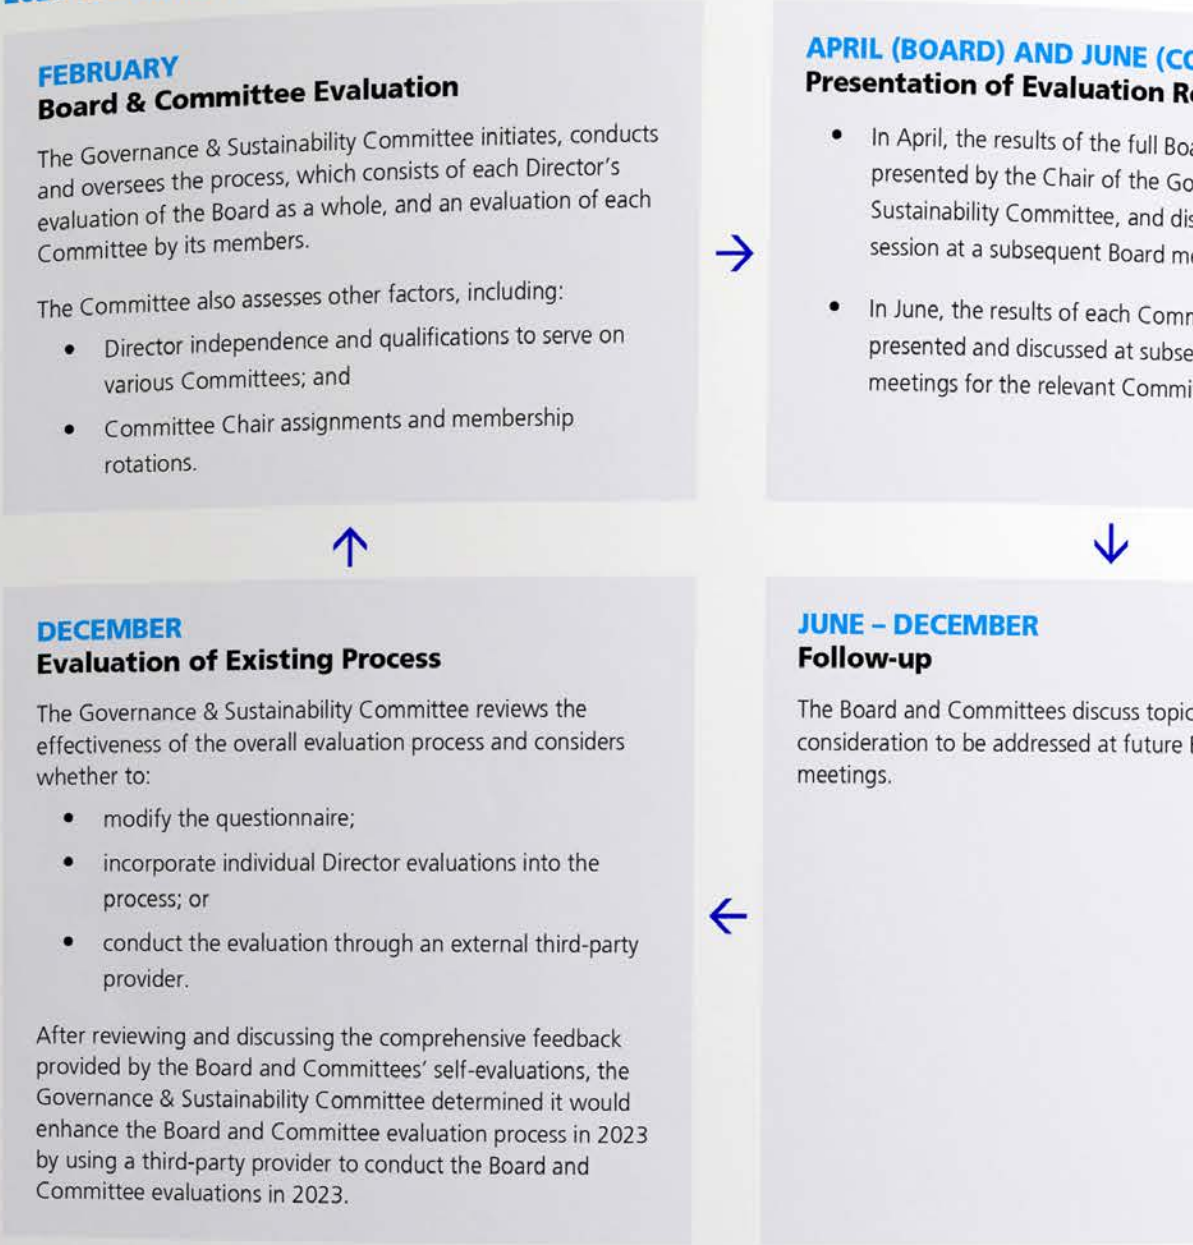 FEBRUARY
Board & Committee Evaluation
The Governance & Sustainability Committee initiates, conducts
and oversees the process, which consists of each Director's
evaluation of the Board as a whole, and an evaluation of each
Committee by its members.
The Committee also assesses other factors, including:
• Director independence and qualifications to serve on
various Committees; and
• Committee Chair assignments and membership
rotations.
→
APRIL (BOARD) AND JUNE (CO
Presentation of Evaluation Re
• In April, the results of the full Boa
presented by the Chair of the Go
Sustainability Committee, and dis
session at a subsequent Board me
• In June, the results of each Comm
presented and discussed at subse
meetings for the relevant Commi
↑
↓
DECEMBER
Evaluation of Existing Process
The Governance & Sustainability Committee reviews the
effectiveness of the overall evaluation process and considers
whether to:
• modify the questionnaire;
• incorporate individual Director evaluations into the
process; or
• conduct the evaluation through an external third-party
provider.
After reviewing and discussing the comprehensive feedback
provided by the Board and Committees' self-evaluations, the
Governance & Sustainability Committee determined it would
enhance the Board and Committee evaluation process in 2023
by using a third-party provider to conduct the Board and
Committee evaluations in 2023.
←
JUNE – DECEMBER
Follow-up
The Board and Committees discuss topic
consideration to be addressed at future
meetings.